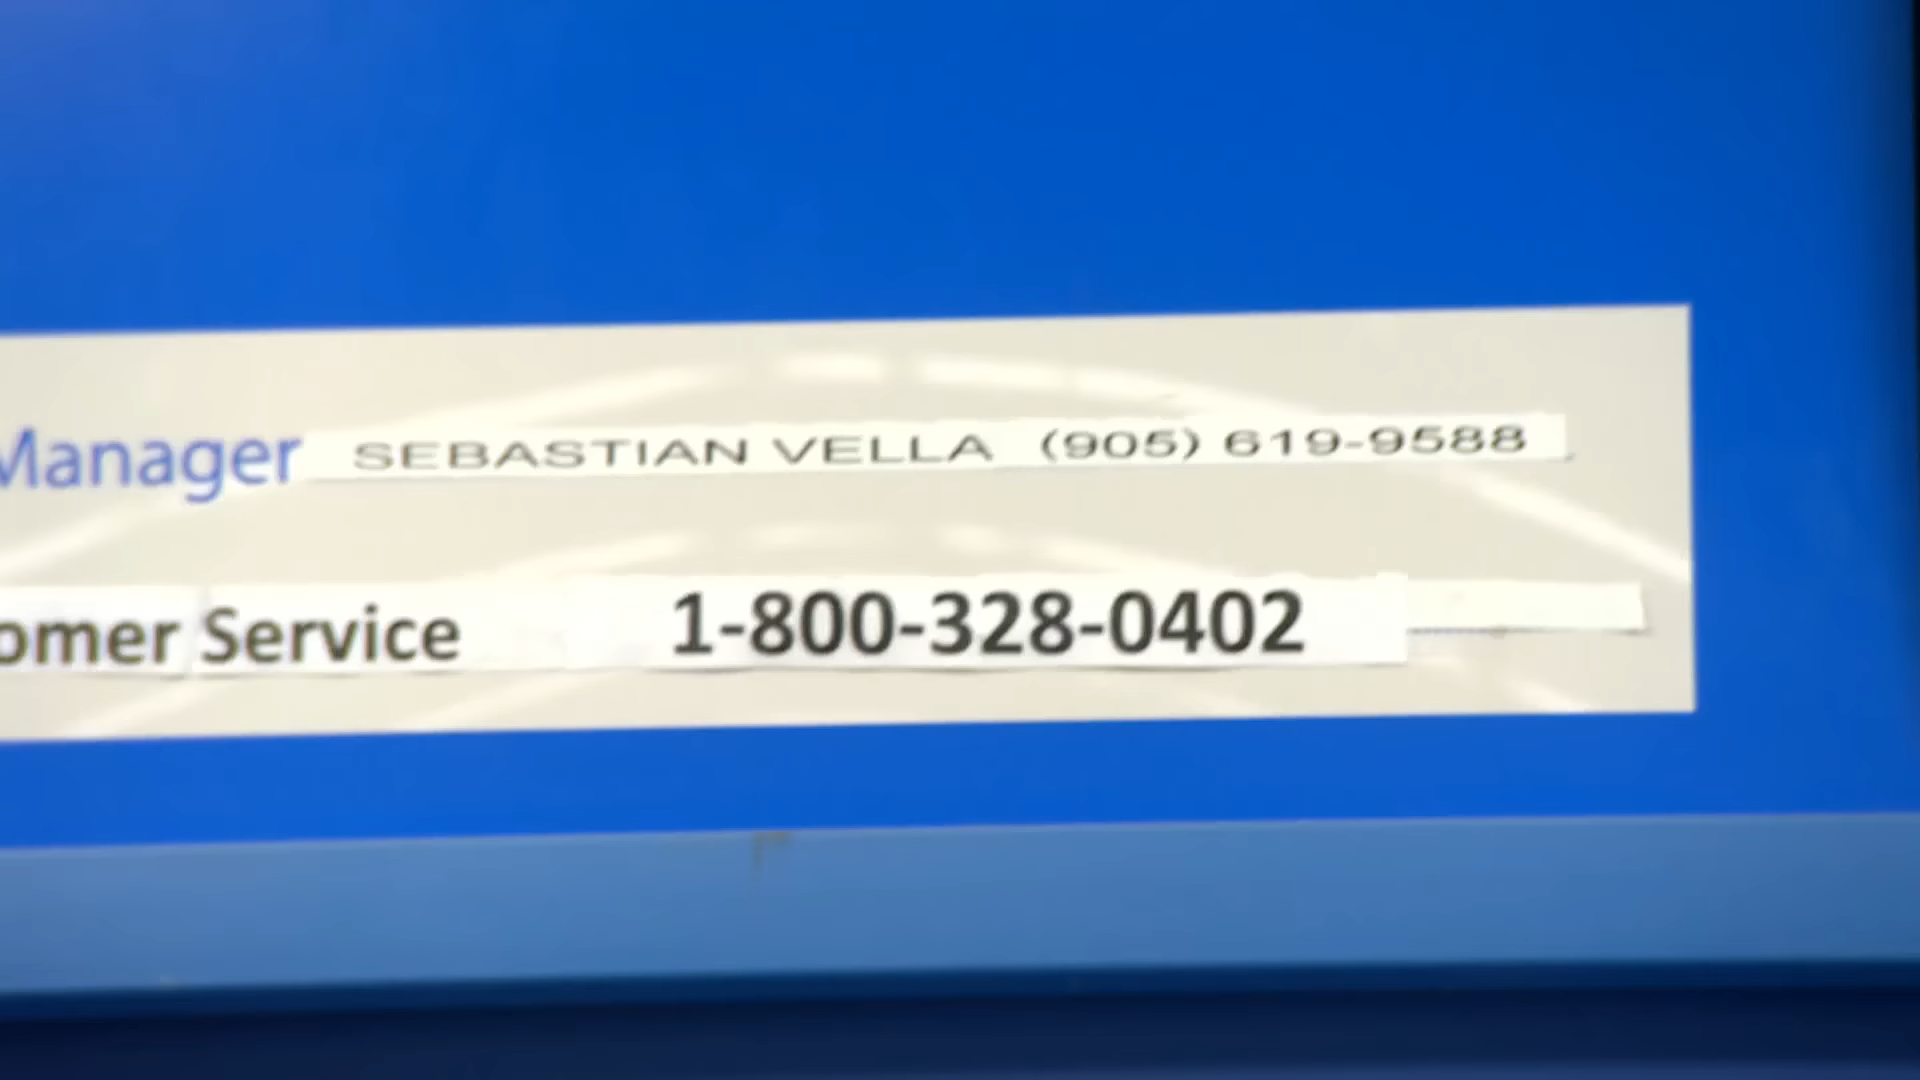 Manager SEBASTIAN VELLA (905) 619-9588
omer Service 1-800-328-0402